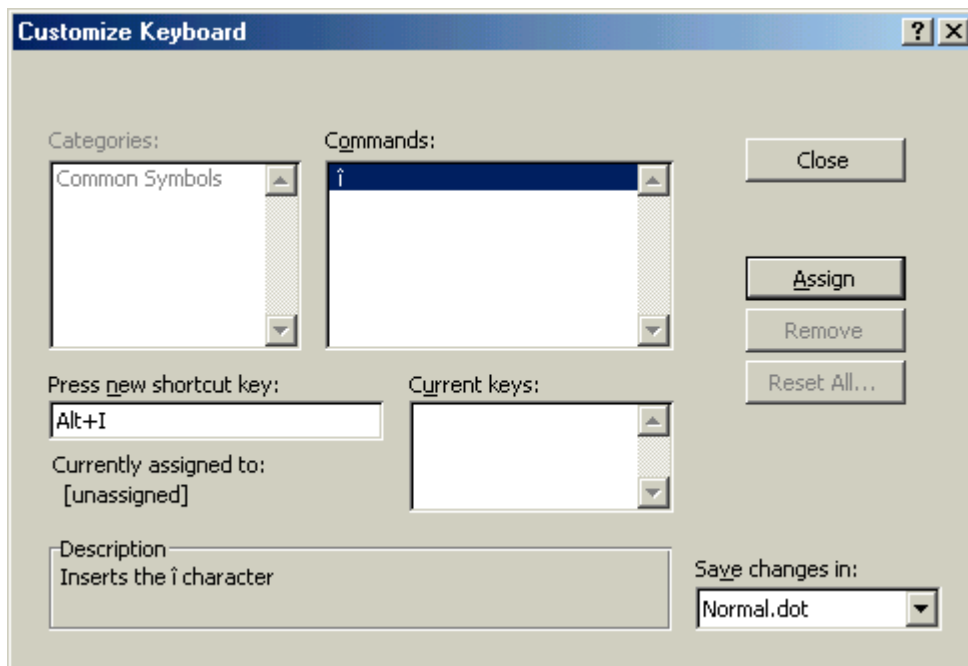 Customize Keyboard
Categories:
Commands:
Common Symbols
î
Close
Assign
Remove
Reset All...
Press new shortcut key:
Current keys:
Alt+I
Currently assigned to:
[unassigned]
Description
Inserts the î character
Save changes in:
Normal.dot